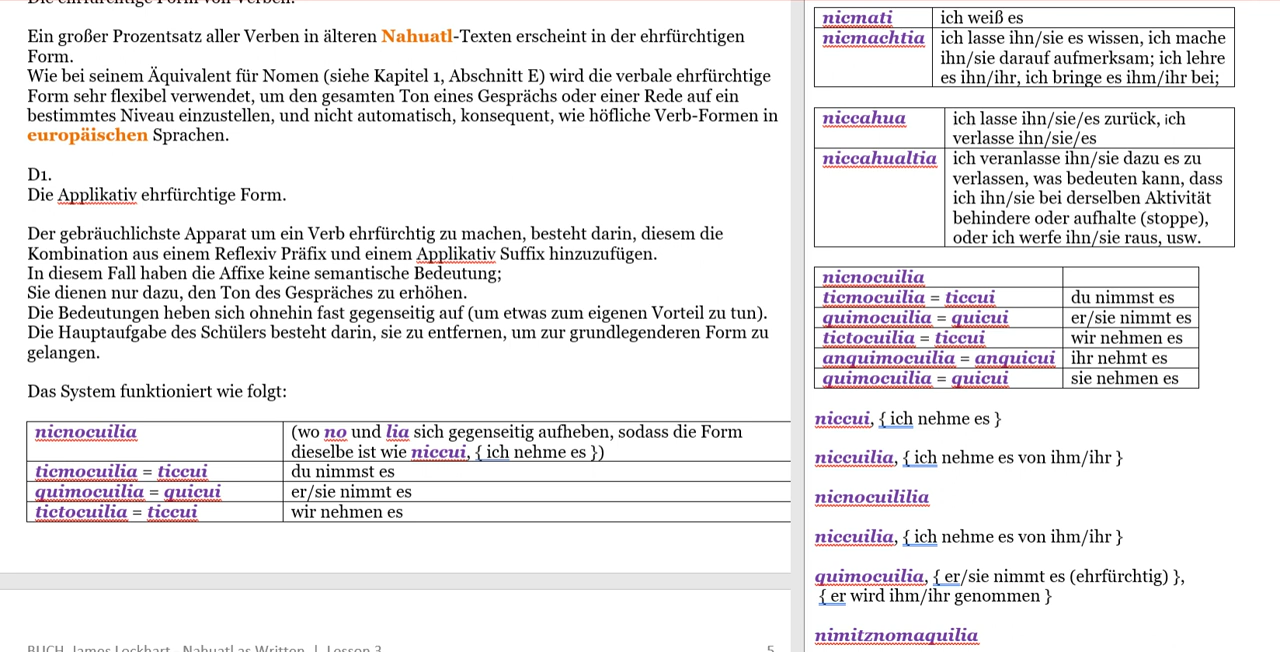 Die ehrfürchtige Form von Verben.
Ein großer Prozentsatz aller Verben in älteren Nahuatl-Texten erscheint in der ehrfürchtigen
Form.
Wie bei seinem Äquivalent für Nomen (siehe Kapitel 1, Abschnitt E) wird die verbale ehrfürchtige
Form sehr flexibel verwendet, um den gesamten Ton eines Gesprächs oder einer Rede auf ein
bestimmtes Niveau einzustellen, und nicht automatisch, konsequent, wie höfliche Verb-Formen in
europäischen Sprachen.
D1.
Die Applikativ ehrfürchtige Form.
Der gebräuchlichste Apparat um ein Verb ehrfürchtig zu machen, besteht darin, diesem die
Kombination aus einem Reflexiv Präfix und einem Applikativ Suffix hinzuzufügen.
In diesem Fall haben die Affixe keine semantische Bedeutung;
Sie dienen nur dazu, den Ton des Gespräches zu erhöhen.
Die Bedeutungen heben sich ohnehin fast gegenseitig auf (um etwas zum eigenen Vorteil zu tun).
Die Hauptaufgabe des Schülers besteht darin, sie zu entfernen, um zur grundlegenderen Form zu
gelangen.
Das System funktioniert wie folgt:
nicnocuilia (wo no und lia sich gegenseitig aufheben, sodass die Form
dieselbe ist wie niccui, { ich nehme es })
ticmocuilia = ticcui du nimmst es
quimocuilia = quicui er/sie nimmt es
tictocuilia = ticcui wir nehmen es
BUCH James Lockhart - Nahuatl as Written | Lesson 3 5
nicmati ich weiß es
nicmachtia ich lasse ihn/sie es wissen, ich mache
ihn/sie darauf aufmerksam; ich lehre
es ihn/ihr, ich bringe es ihm/ihr bei;
niccahua ich lasse ihn/sie/es zurück, ich
verlasse ihn/sie/es
niccahualtia ich veranlasse ihn/sie dazu es zu
verlassen, was bedeuten kann, dass
ich ihn/sie bei derselben Aktivität
behindere oder aufhalte (stoppe),
oder ich werfe ihn/sie raus, usw.
nicnocuilia
ticmocuilia = ticcui du nimmst es
quimocuilia = quicui er/sie nimmt es
tictocuilia = ticcui wir nehmen es
anquimocuilia = anquicui ihr nehmt es
quimocuilia = quicui sie nehmen es
niccui, { ich nehme es }
niccuilia, { ich nehme es von ihm/ihr }
nicnocuililia
niccuilia, { ich nehme es von ihm/ihr }
quimocuilia, { er/sie nimmt es (ehrfürchtig) },
{ er wird ihm/ihr genommen }
nimitznomaquilia